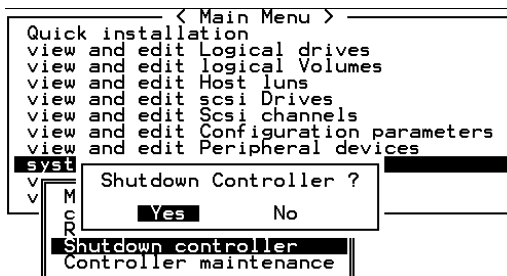 < Main Menu >
Quick installation
view and edit Logical drives
view and edit logical Volumes
view and edit Host luns
view and edit scsi Drives
view and edit Scsi channels
view and edit Configuration parameters
view and edit Peripheral devices
syst
v
v
Shutdown Controller ?
Yes No
M
c
R
Shutdown controller
Controller maintenance